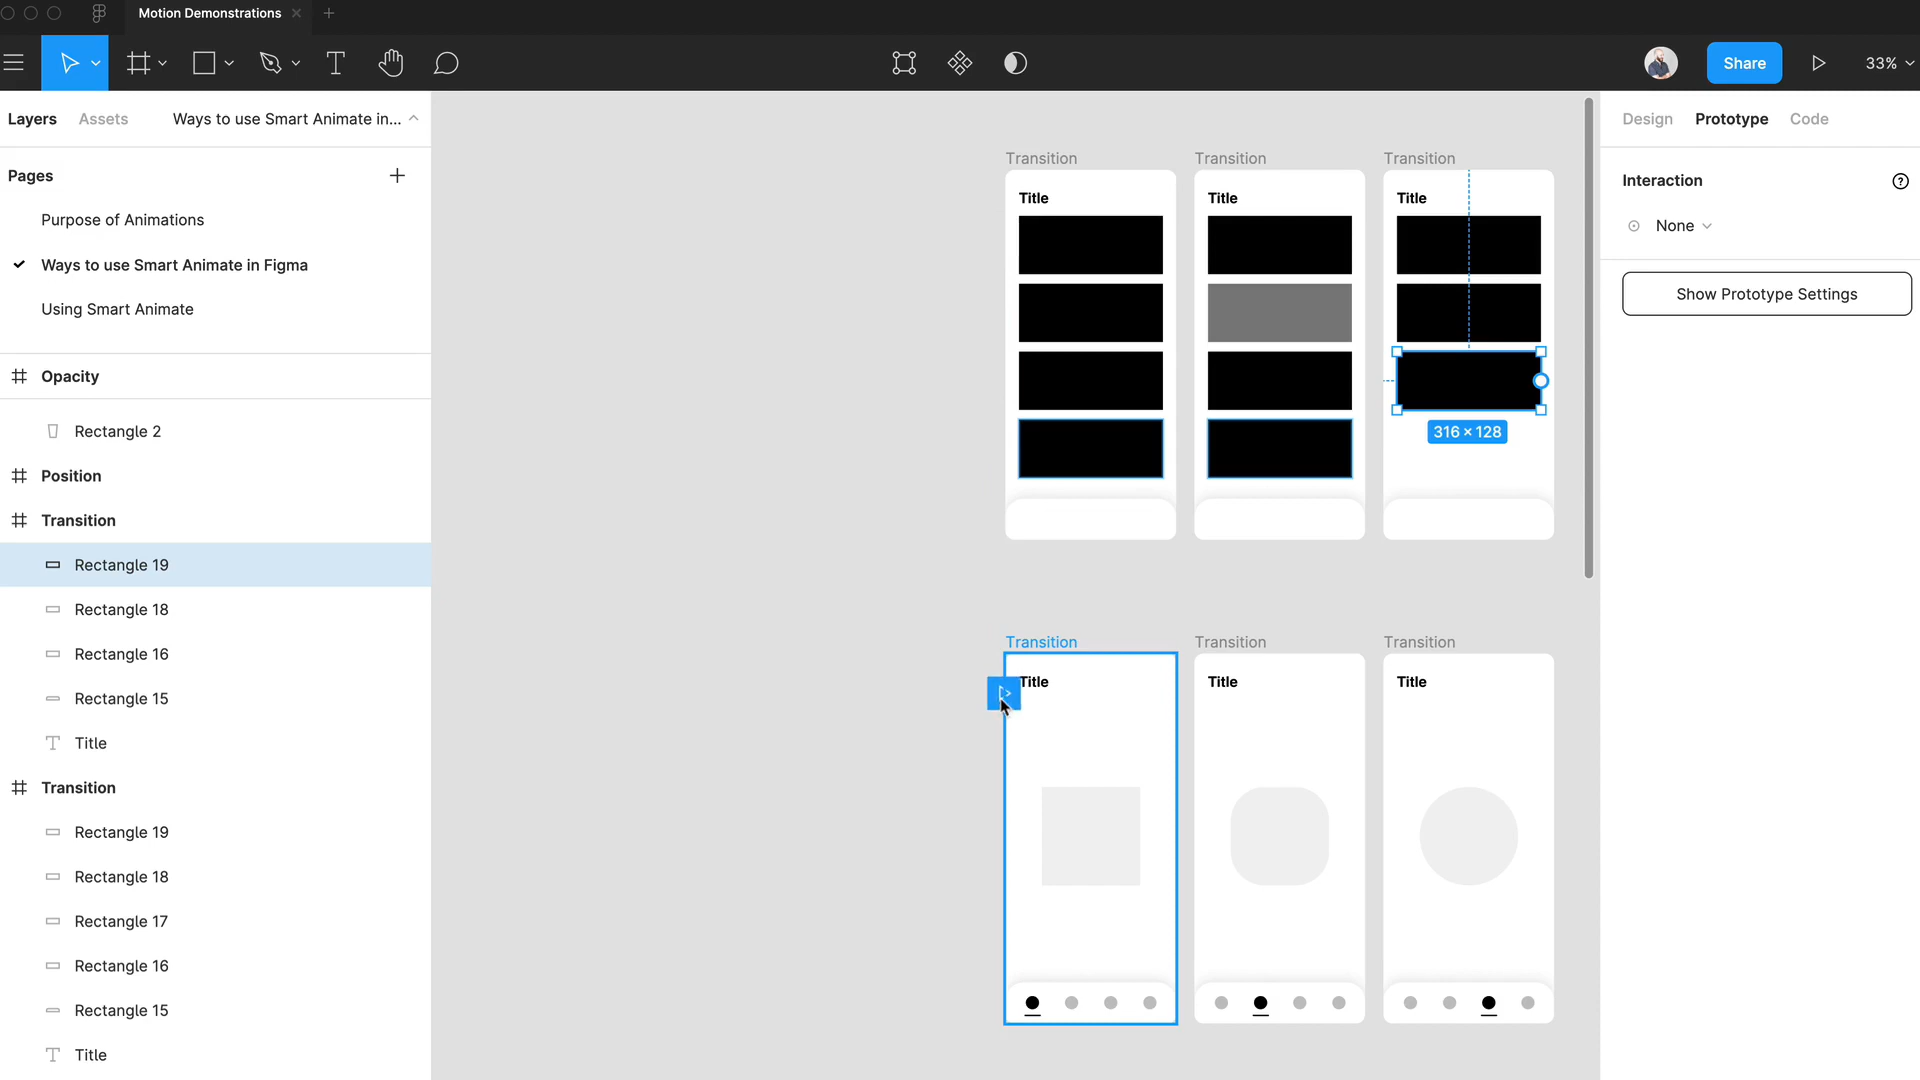 Motion Demonstrations
Share
33%
Layers
Assets
Ways to use Smart Animate in...
Pages
Purpose of Animations
Ways to use Smart Animate in Figma
Using Smart Animate
Opacity
Rectangle 2
Position
Transition
Rectangle 19
Rectangle 18
Rectangle 16
Rectangle 15
Title
Transition
Rectangle 19
Rectangle 18
Rectangle 17
Rectangle 16
Rectangle 15
Title
Transition
Transition
Transition
Title
Title
Title
316 × 128
Transition
Transition
Transition
Title
Title
Title
Design
Prototype
Code
Interaction
None
Show Prototype Settings